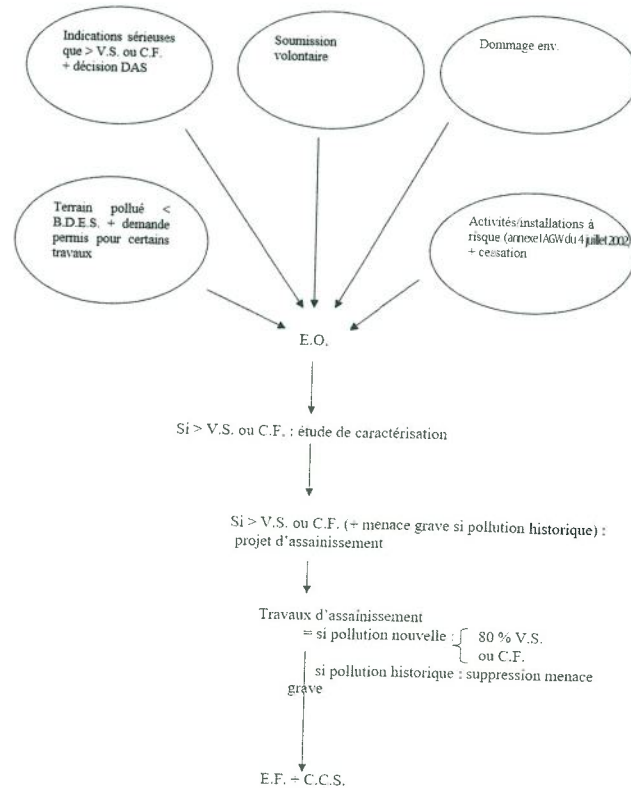 Indications sérieuses
que > V.S. ou C.F.
+ décision DAS
Soumission
volontaire
Dommage env.
Terrain pollué <
B.D.E.S. + demande
permis pour certains
travaux
Activités/installations à
risque (annexe I AGW du 4 juillet 2002)
+ cessation
E.O.
Si > V.S. ou C.F. : étude de caractérisation
Si > V.S. ou C.F. (+ menace grave si pollution historique) :
projet d'assainissement
Travaux d'assainissement
= si pollution nouvelle : { 80 % V.S.
ou C.F.
si pollution historique : suppression menace
grave
E.F. + C.C.S.